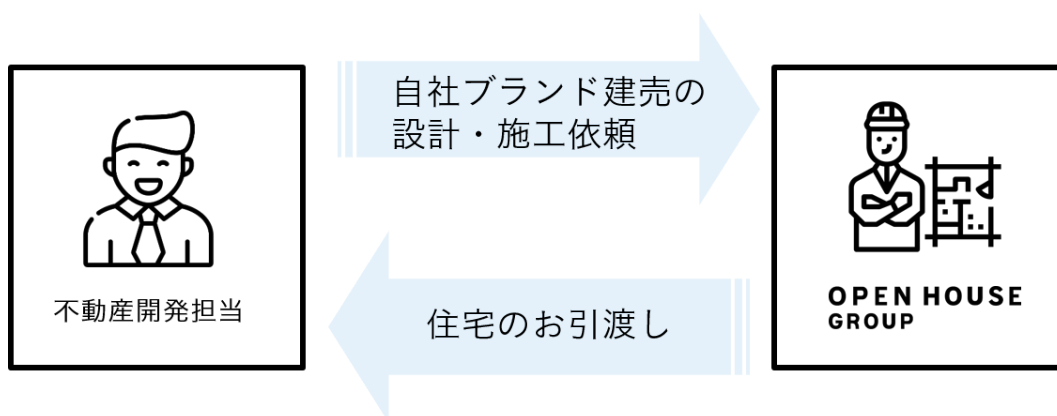 自社ブランド建売の
設計・施工依頼
不動産開発担当
OPEN HOUSE
GROUP
住宅のお引渡し